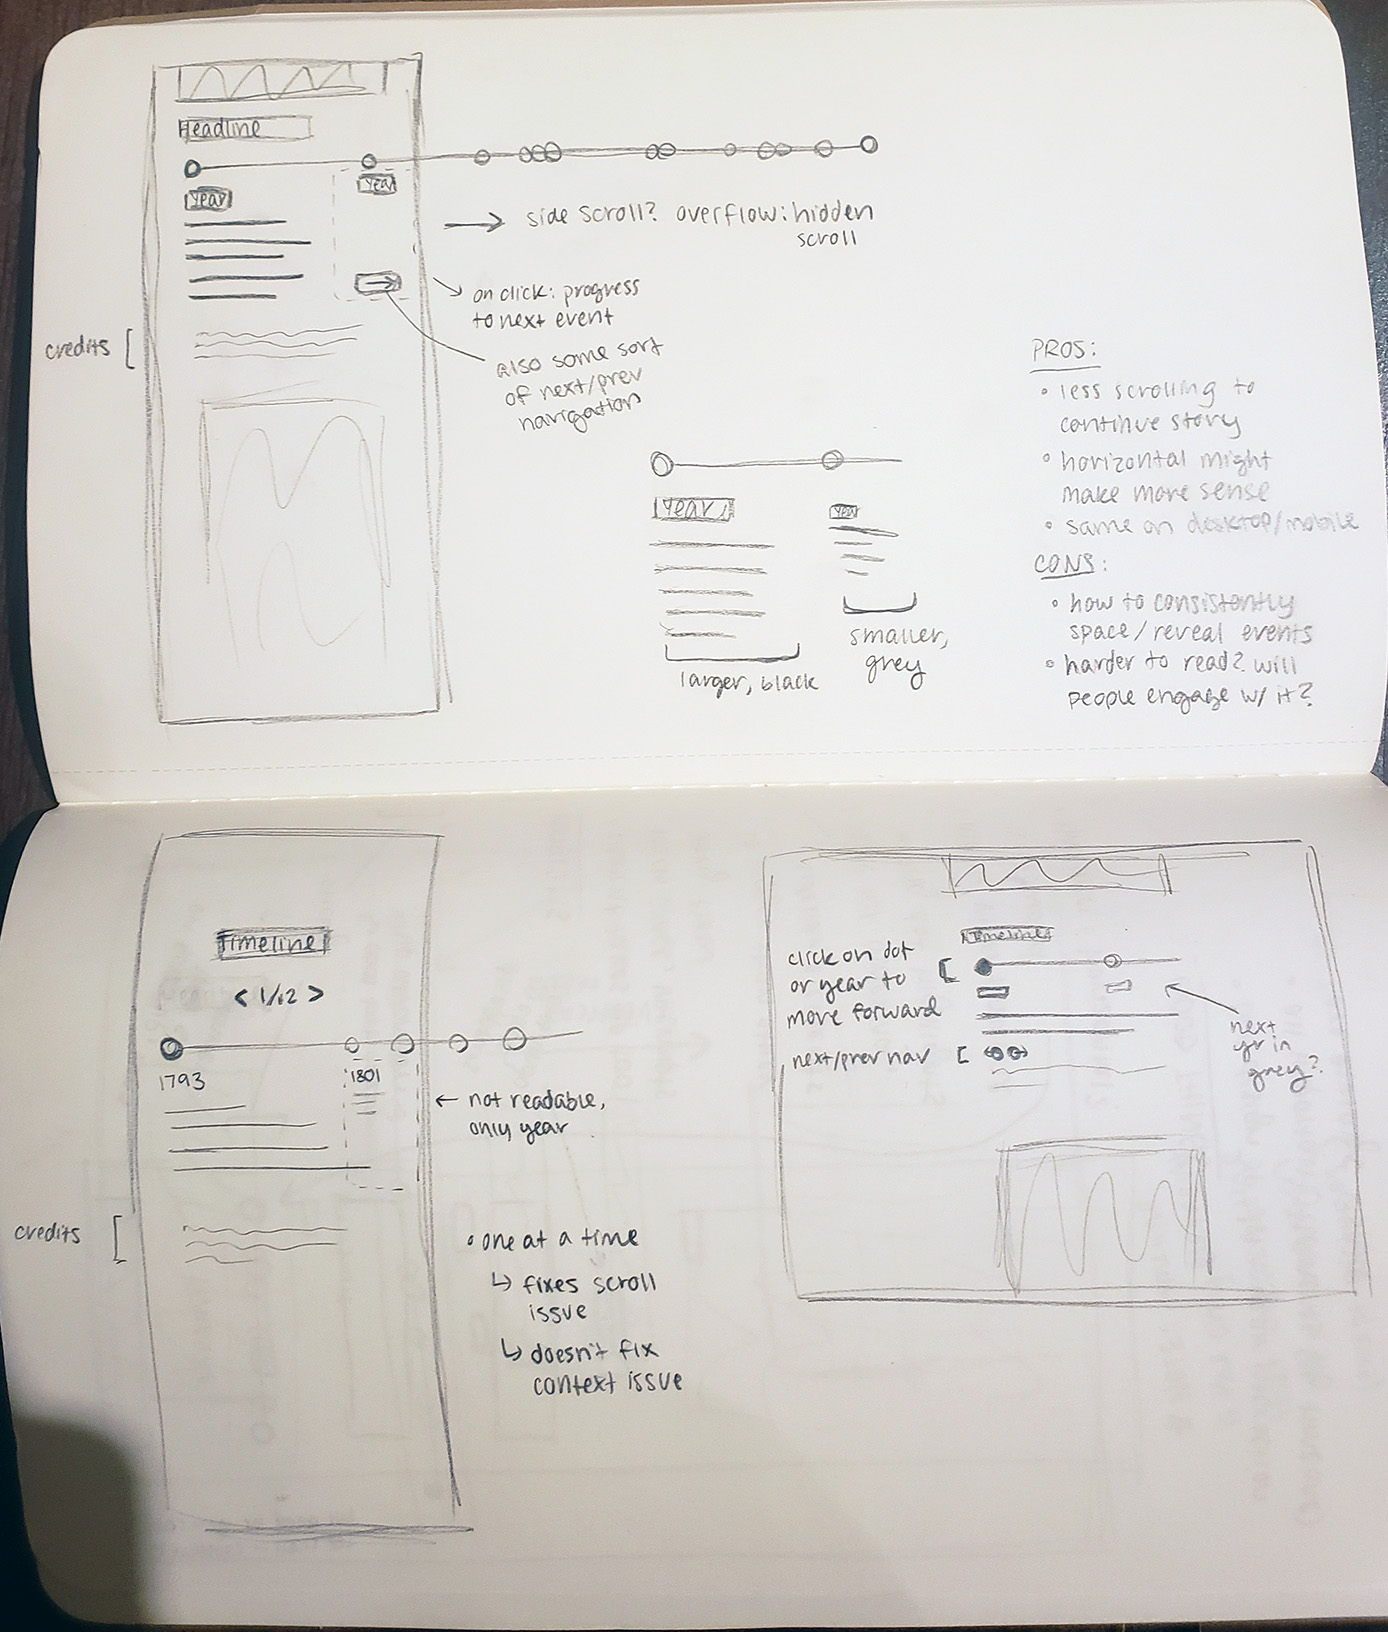 Headline
Year
Year
credits
side scroll? overflow: hidden
scroll
on click: progress
to next event
also some sort
of next/prev
navigation
Year
larger, black
Year
smaller,
grey
PROS:
• less scrolling to
continue story
• horizontal might
make more sense
• same on desktop/mobile
CONS:
• how to consistently
space/reveal events
• harder to read? will
people engage w/ it?
Timeline
< 1/12 >
1793
1801
← not readable,
only year
credits
• one at a time
↳ fixes scroll
issue
↳ doesn't fix
context issue
Timeline
click on dot
or year to
move forward
next/prev nav
next
yr in
grey?